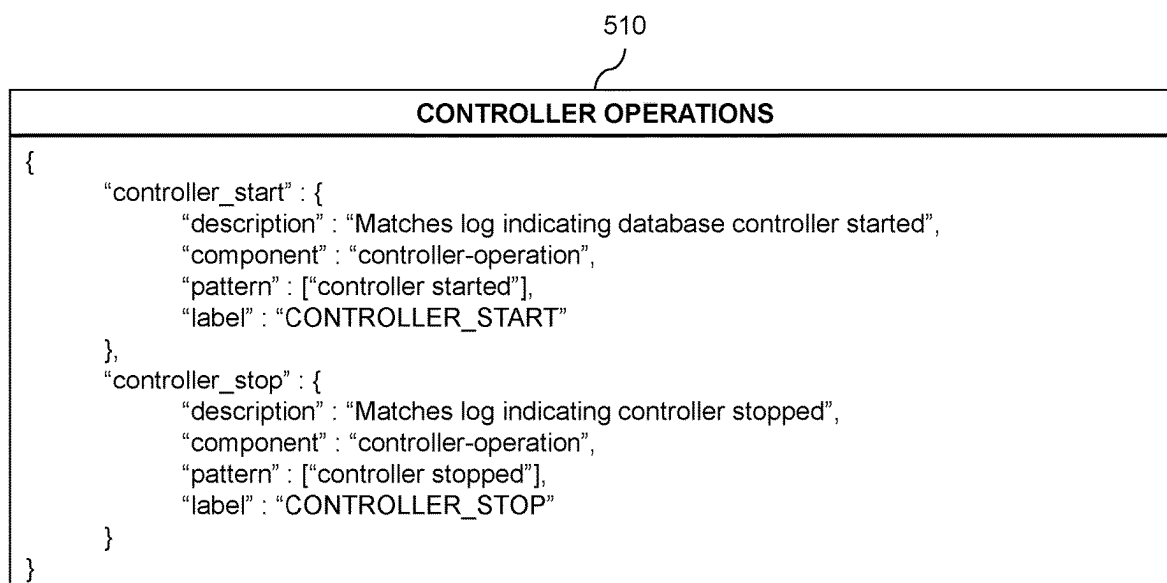 510
CONTROLLER OPERATIONS
{
“controller_start” : {
“description” : “Matches log indicating database controller started”,
“component” : “controller-operation”,
“pattern” : [“controller started”],
“label” : “CONTROLLER_START”
},
“controller_stop” : {
“description” : “Matches log indicating controller stopped”,
“component” : “controller-operation”,
“pattern” : [“controller stopped”],
“label” : “CONTROLLER_STOP”
}
}